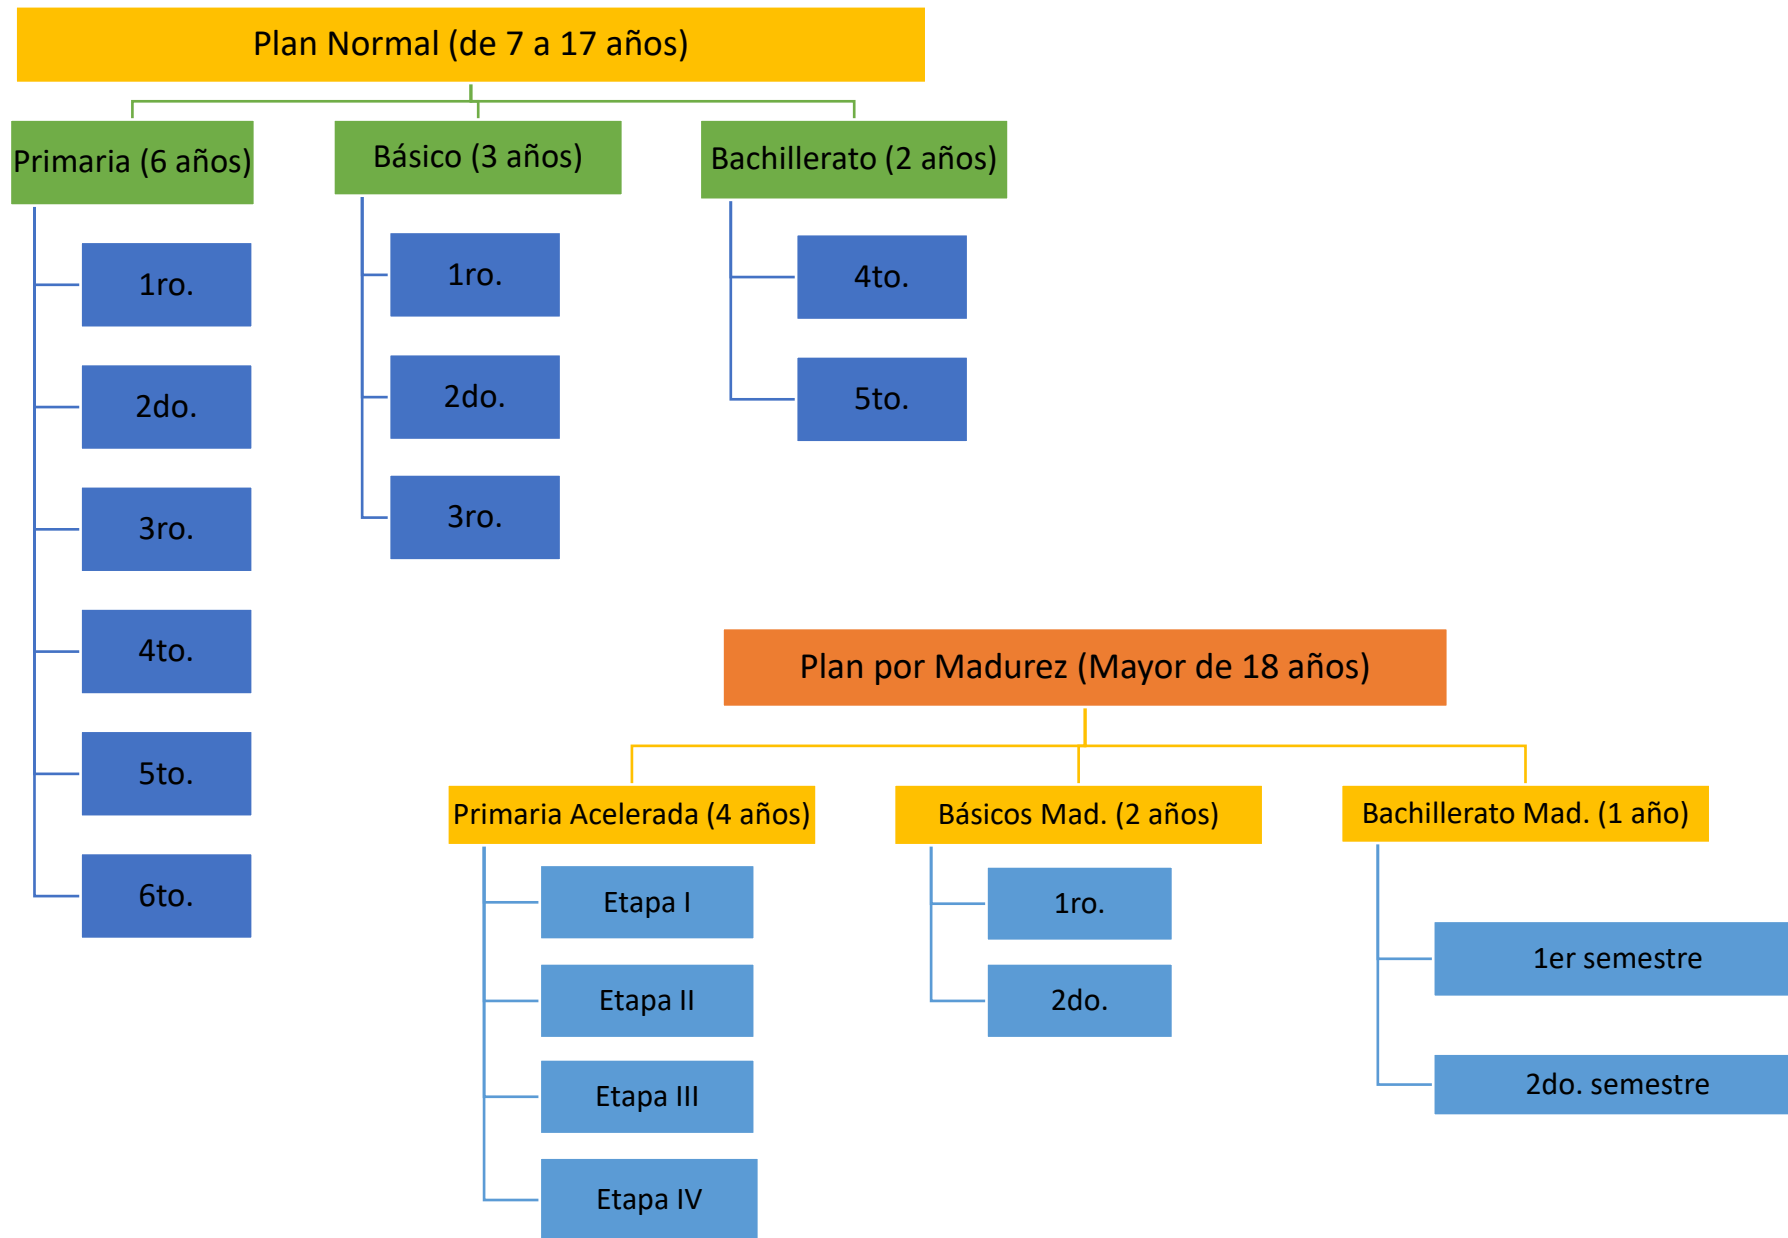 Plan Normal (de 7 a 17 años)
Primaria (6 años)
1ro.
2do.
3ro.
4to.
5to.
6to.
Básico (3 años)
1ro.
2do.
3ro.
Bachillerato (2 años)
4to.
5to.
Plan por Madurez (Mayor de 18 años)
Primaria Acelerada (4 años)
Etapa I
Etapa II
Etapa III
Etapa IV
Básicos Mad. (2 años)
1ro.
2do.
Bachillerato Mad. (1 año)
1er semestre
2do. semestre